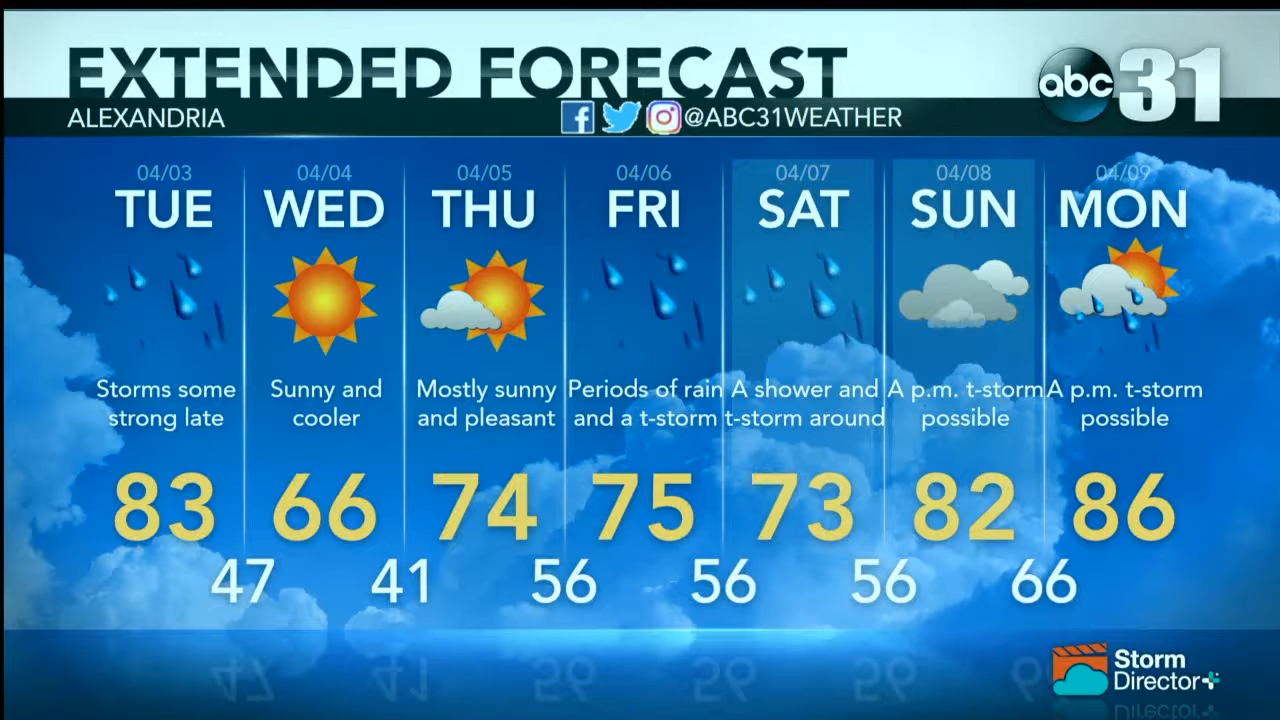 EXTENDED FORECAST
abc 31
ALEXANDRIA
@ABC31WEATHER
04/03 04/04 04/05 04/06 04/07 04/08 04/09
TUE WED THU FRI SAT SUN MON
Storms some Sunny and Mostly sunny Periods of rain A shower and A p.m. t-storm A p.m. t-storm
strong late cooler and pleasant and a t-storm t-storm around possible possible
83 66 74 75 73 82 86
47 41 56 56 56 66
Storm
Director+